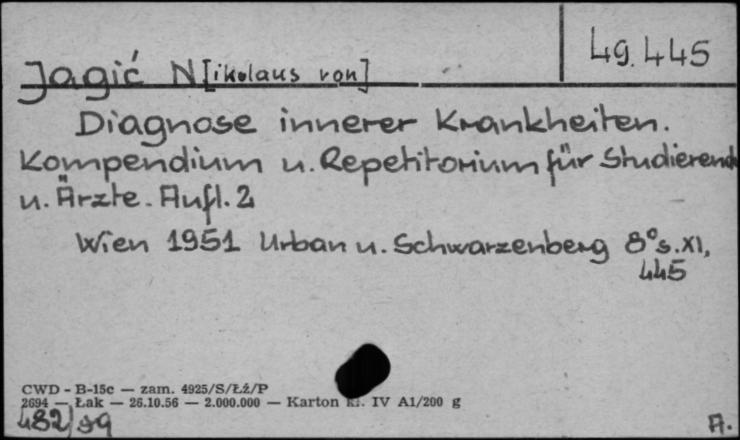 49.445
Jagić N[ikolaus von]
Diagnose innerer Krankheiten.
Kompendium u. Repetitorium für Studierende
u. Ärzte. Aufl. 2
Wien 1951 Urban u. Schwarzenberg 8° s. XI,
445
CWD - B-15c — zam. 4925/S/Łź/P
2694 — Łak — 26.10.56 — 2.000.000 — Karton kl. IV A1/200 g
482/59
A.